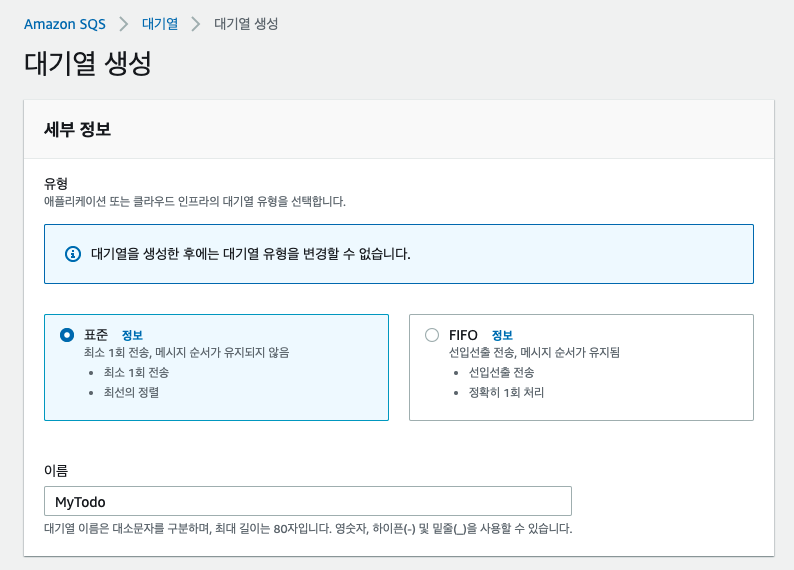 Amazon SQS > 대기열 > 대기열 생성
대기열 생성
세부 정보
유형
애플리케이션 또는 클라우드 인프라의 대기열 유형을 선택합니다.
대기열을 생성한 후에는 대기열 유형을 변경할 수 없습니다.
표준 정보
최소 1회 전송, 메시지 순서가 유지되지 않음
• 최소 1회 전송
• 최선의 정렬
FIFO 정보
선입선출 전송, 메시지 순서가 유지됨
• 선입선출 전송
• 정확히 1회 처리
이름
MyTodo
대기열 이름은 대소문자를 구분하며, 최대 길이는 80자입니다. 영숫자, 하이픈(-) 및 밑줄(_)을 사용할 수 있습니다.